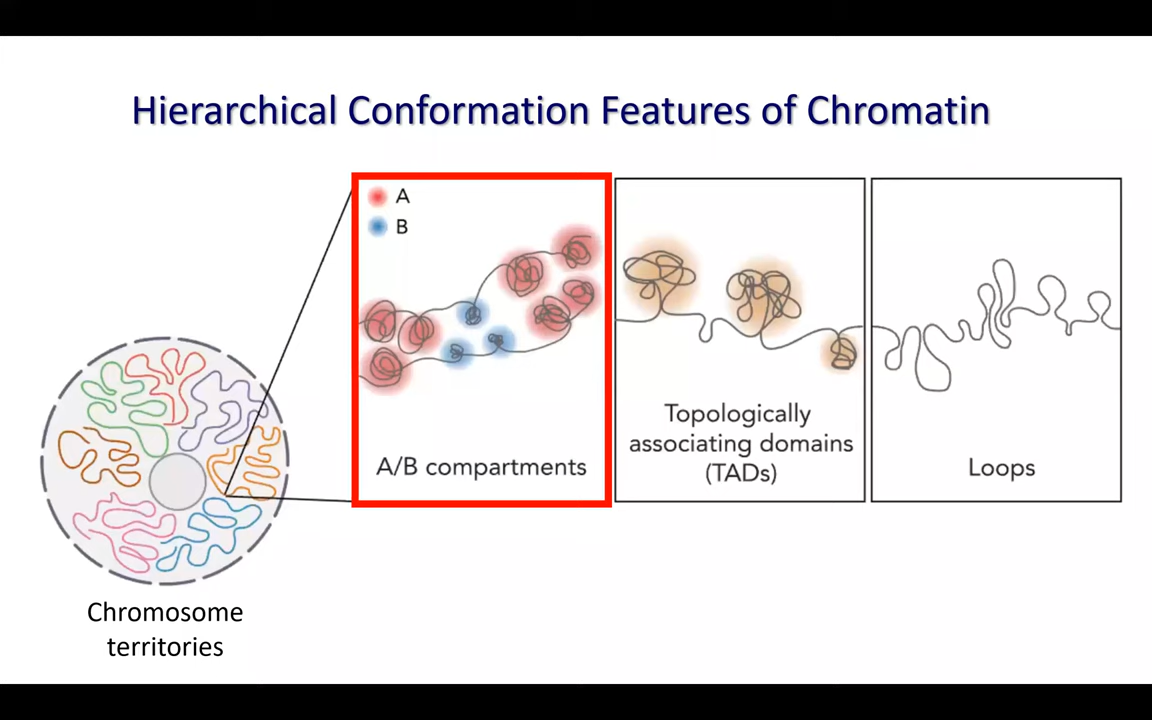 Hierarchical Conformation Features of Chromatin
A
B
A/B compartments
Topologically
associating domains
(TADs)
Loops
Chromosome
territories